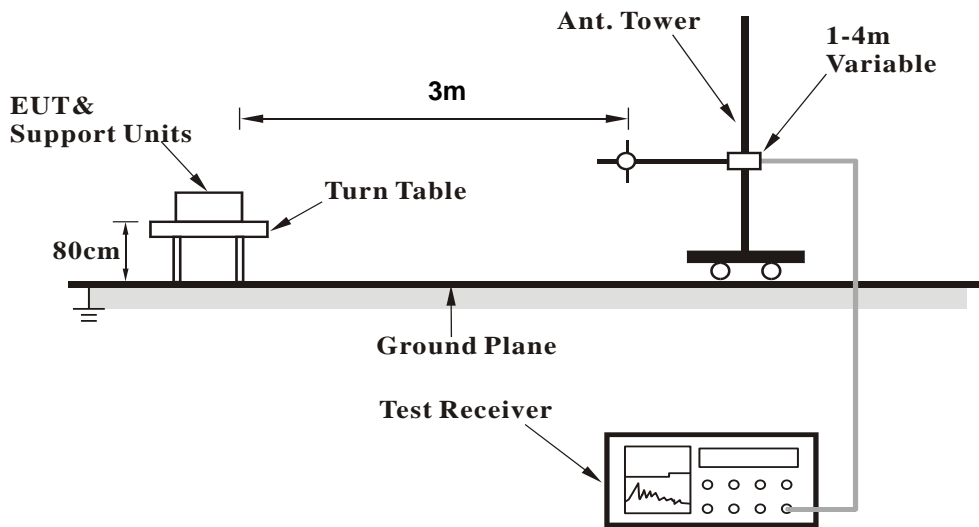 Ant. Tower
1-4m
Variable
3m
EUT&
Support Units
Turn Table
80cm
Ground Plane
Test Receiver